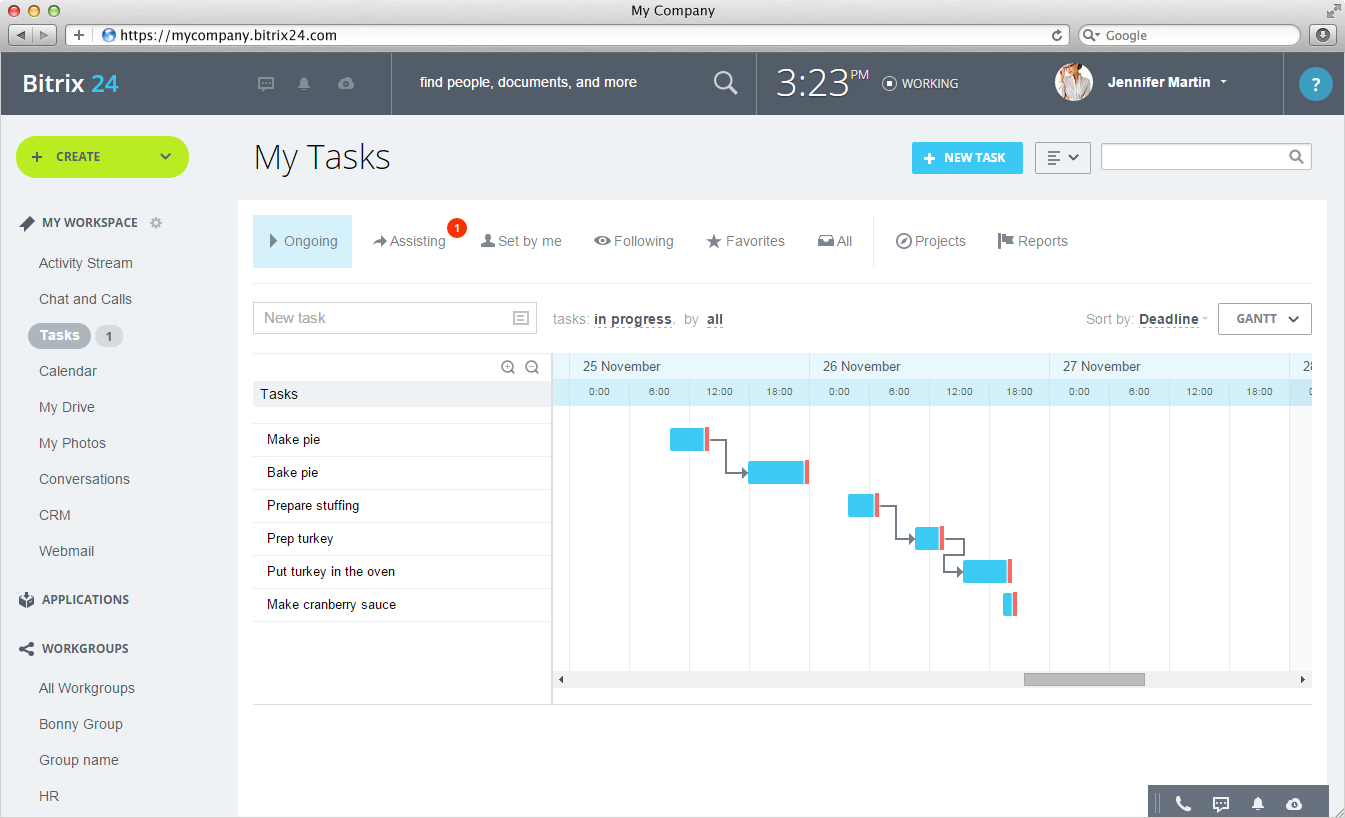 My Company
https://mycompany.bitrix24.com
Google
Bitrix 24
find people, documents, and more
3:23 PM
WORKING
Jennifer Martin
?
+ CREATE
My Tasks
+ NEW TASK
MY WORKSPACE
Activity Stream
Chat and Calls
Tasks 1
Calendar
My Drive
My Photos
Conversations
CRM
Webmail
APPLICATIONS
WORKGROUPS
All Workgroups
Bonny Group
Group name
HR
Ongoing
Assisting 1
Set by me
Following
Favorites
All
Projects
Reports
New task
tasks: in progress, by all
Sort by: Deadline
GANTT
25 November 26 November 27 November 28
Tasks
0:00 6:00 12:00 18:00 0:00 6:00 12:00 18:00 0:00 6:00 12:00 18:00
Make pie
Bake pie
Prepare stuffing
Prep turkey
Put turkey in the oven
Make cranberry sauce